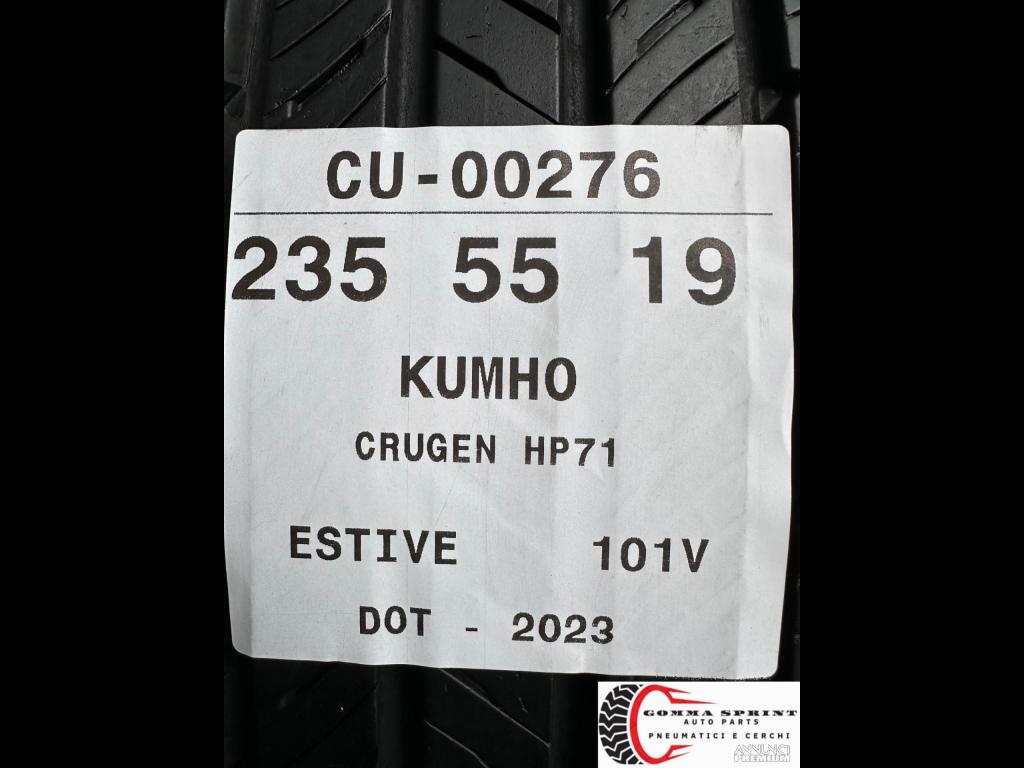 CU-00276
235 55 19
KUMHO
CRUGEN HP71
ESTIVE 101V
DOT - 2023
GOMMA SPRINT
AUTO PARTS
PNEUMATICI E CERCHI
ANNUNCI
PREMIUM